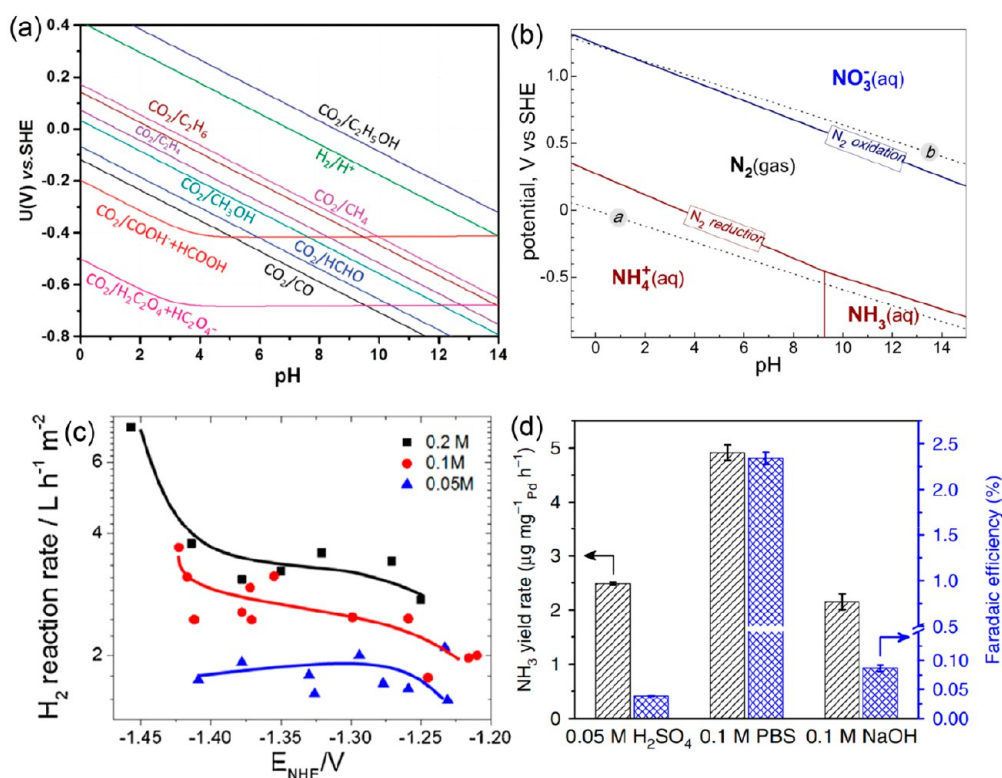 (a)
0.4
0.2
0.0
-0.2
-0.4
-0.6
-0.8
U(V) vs.SHE
CO₂/C₂H₆
CO₂/C₂H₄
CO₂/C₂H₅OH
H₂/H⁺
CO₂/CH₃OH
CO₂/CH₄
CO₂/COOH⁻+HCOOH
CO₂/HCHO
CO₂/CO
CO₂/H₂C₂O₄+HC₂O₄⁻
0 2 4 6 8 10 12 14
pH
(b)
1.0
0.5
0
-0.5
potential, V vs SHE
NO₃⁻(aq)
b
N₂ oxidation
N₂(gas)
a
N₂ reduction
NH₄⁺(aq)
NH₃(aq)
0 2 4 6 8 10 12 14
pH
(c)
6
4
2
H₂ reaction rate / L h⁻¹ m⁻²
0.2 M
0.1M
0.05M
-1.45 -1.40 -1.35 -1.30 -1.25 -1.20
E_NHE/V
(d)
5
4
3
2
1
0
NH₃ yield rate (μg mg⁻¹_Pd h⁻¹)
2.5
2.0
1.5
1.0
0.5
0.10
0.05
0.00
Faradaic efficiency (%)
0.05 M H₂SO₄ 0.1 M PBS 0.1 M NaOH